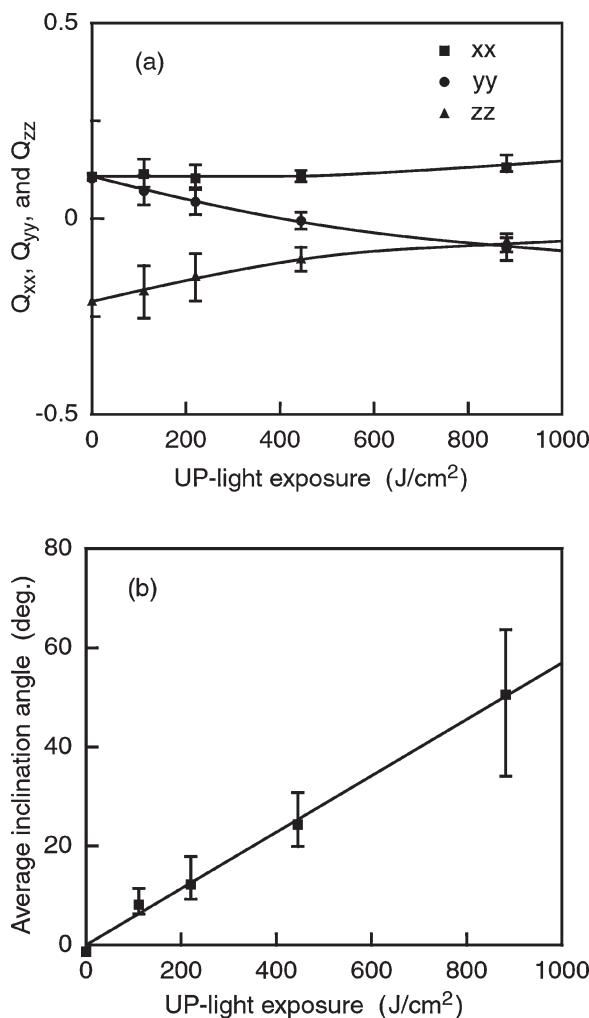 0.5
(a)
xx
yy
zz
0
-0.5
Qxx, Qyy, and Qzz
0 200 400 600 800 1000
UP-light exposure (J/cm²)
80
(b)
60
40
20
0
Average inclination angle (deg.)
0 200 400 600 800 1000
UP-light exposure (J/cm²)